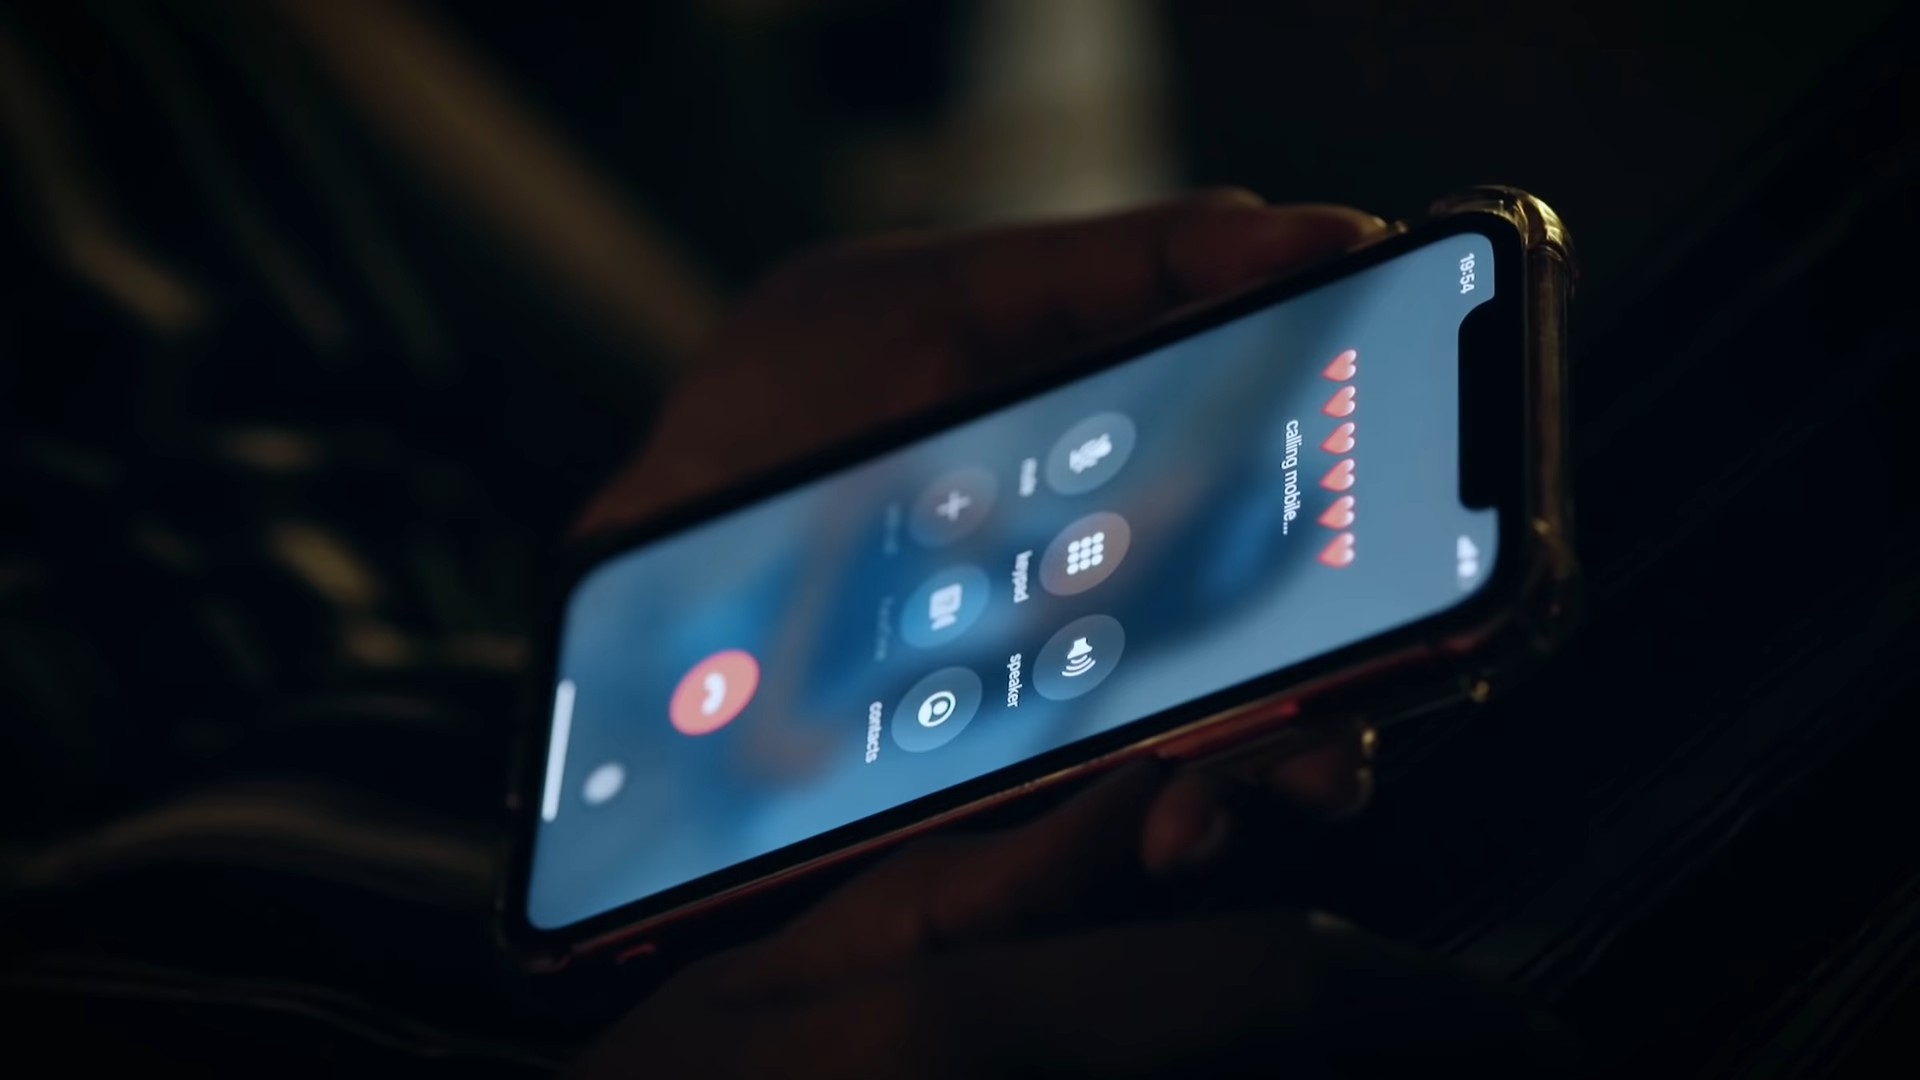 19:54
❤❤❤❤❤❤
calling mobile...
mute
keypad
speaker
contacts